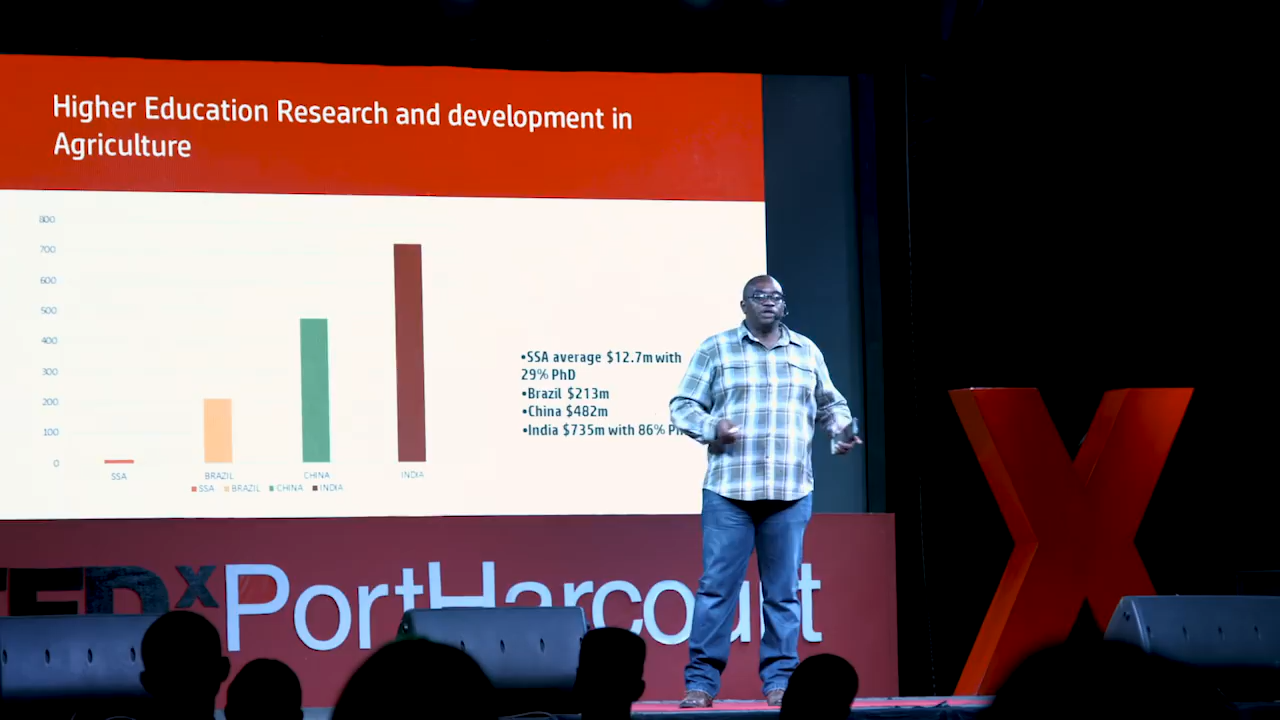 Higher Education Research and development in
Agriculture
800
700
600
500
400
300
200
100
0
SSA
BRAZIL
CHINA
INDIA
SSA BRAZIL CHINA INDIA
•SSA average $12.7m with
29% PhD
•Brazil $213m
•China $482m
•India $735m with 86%
TEDx PortHarcourt
X